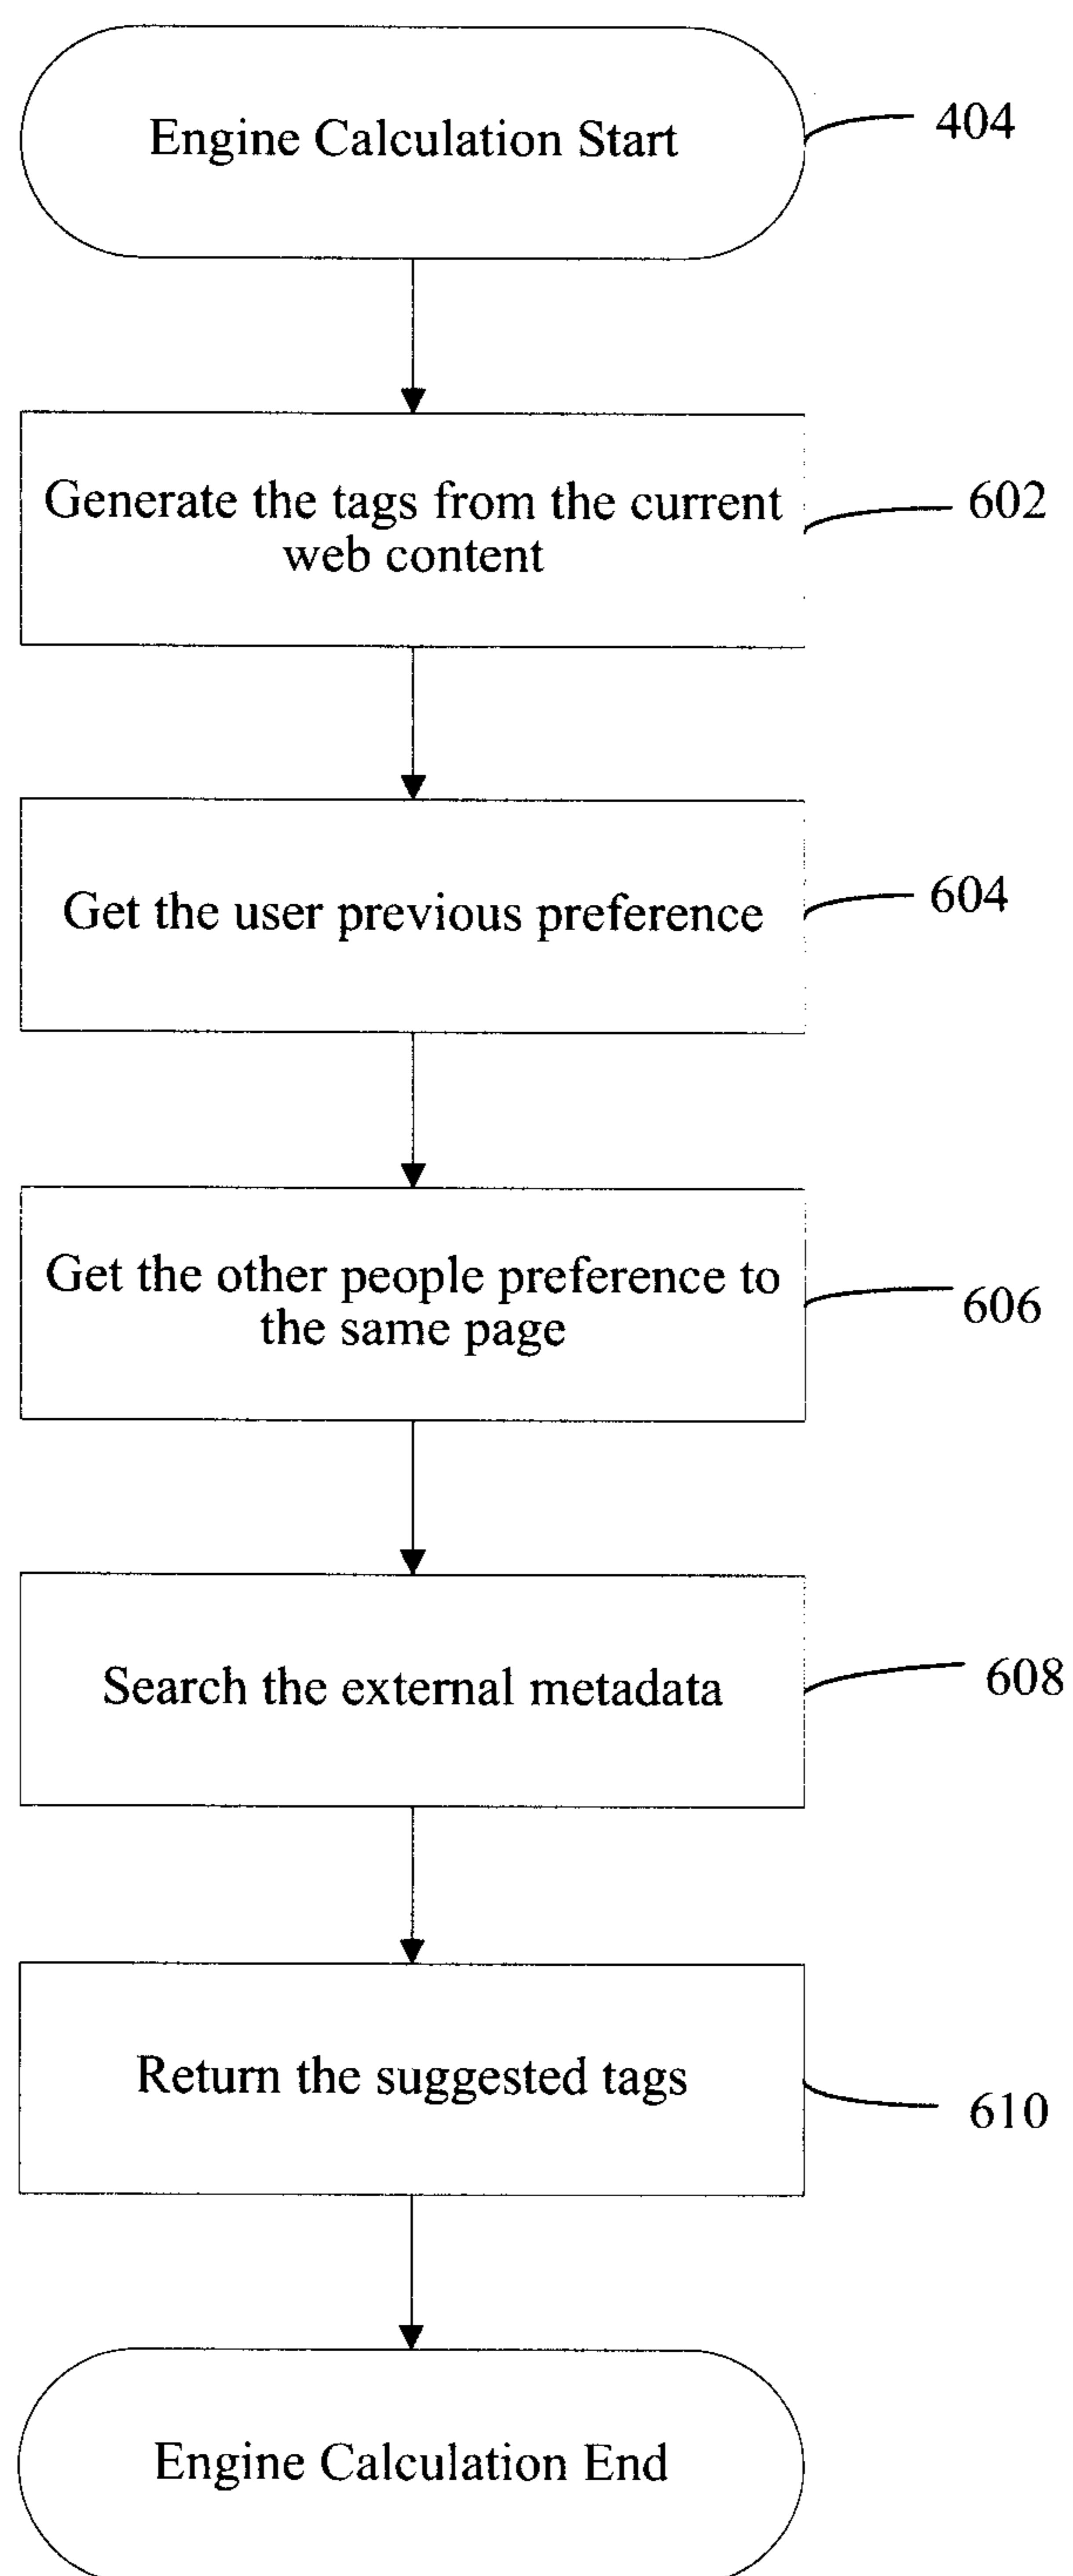 Engine Calculation Start
404
Generate the tags from the current
web content
602
Get the user previous preference
604
Get the other people preference to
the same page
606
Search the external metadata
608
Return the suggested tags
610
Engine Calculation End